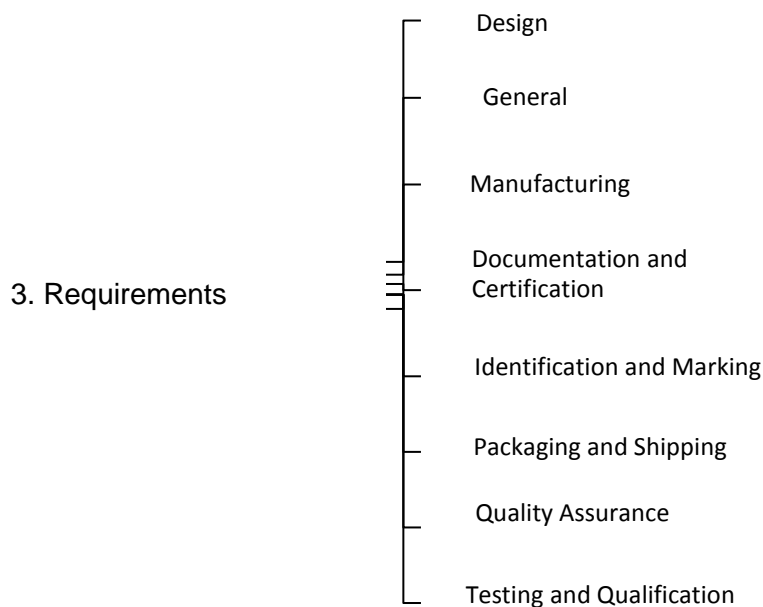 Design
General
Manufacturing
Documentation and
Certification
3. Requirements
Identification and Marking
Packaging and Shipping
Quality Assurance
Testing and Qualification